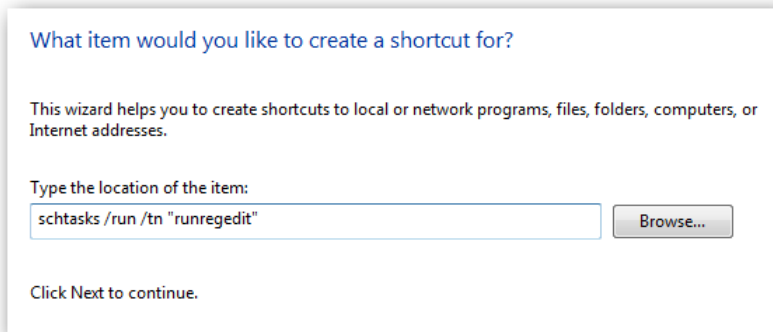 What item would you like to create a shortcut for?
This wizard helps you to create shortcuts to local or network programs, files, folders, computers, or
Internet addresses.
Type the location of the item:
schtasks /run /tn "runregedit"
Browse...
Click Next to continue.